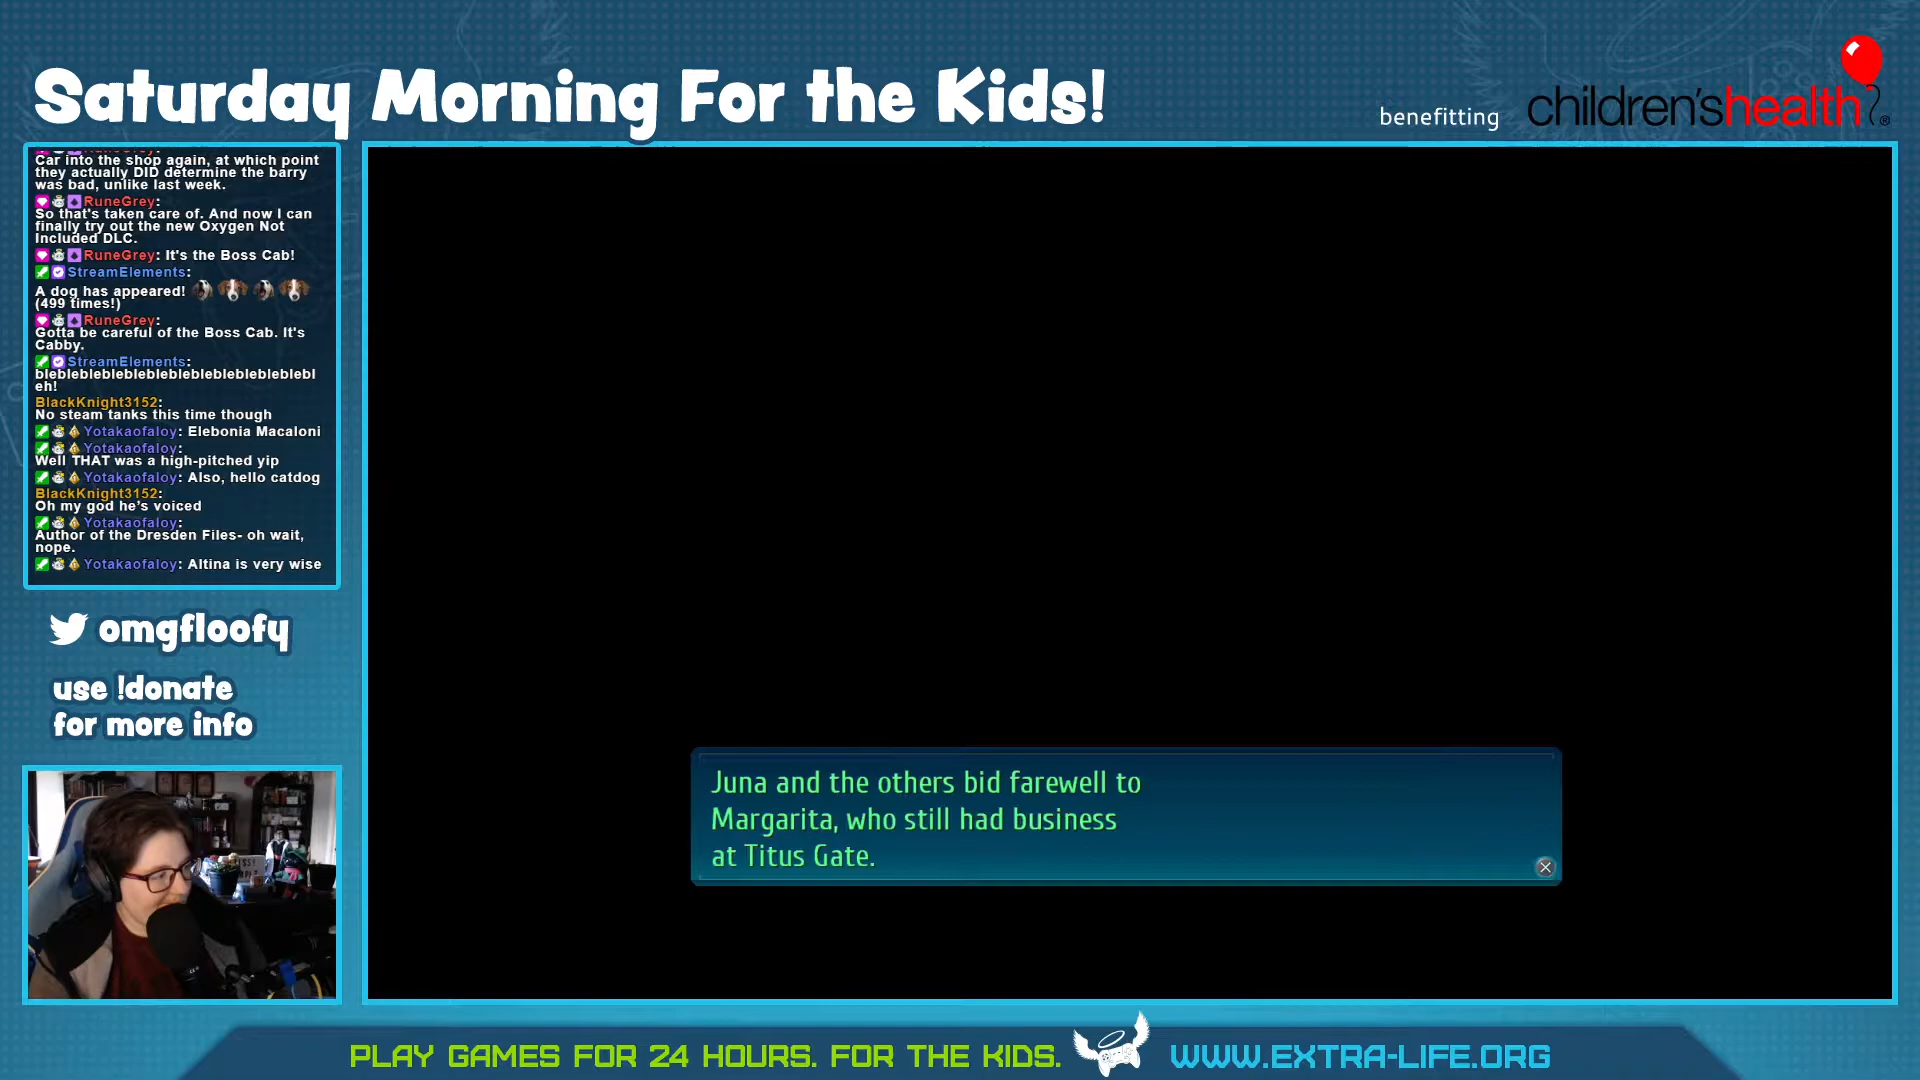 Saturday Morning For the Kids!
benefitting
children'shealth®
Car into the shop again, at which point
they actually DID determine the barry
was bad, unlike last week.
RuneGrey:
So that's taken care of. And now I can
finally try out the new Oxygen Not
Included DLC.
RuneGrey: It's the Boss Cab!
StreamElements:
A dog has appeared!
(499 times!)
RuneGrey:
Gotta be careful of the Boss Cab. It's
Cabby.
StreamElements:
blebleblebleblebleblebleblebleblebleblebl
eh!
BlackKnight3152:
No steam tanks this time though
Yotakaofaloy: Elebonia Macaloni
Yotakaofaloy:
Well THAT was a high-pitched yip
Yotakaofaloy: Also, hello catdog
BlackKnight3152:
Oh my god he's voiced
Yotakaofaloy:
Author of the Dresden Files- oh wait,
nope.
Yotakaofaloy: Altina is very wise
omgfloofy
use !donate
for more info
Juna and the others bid farewell to
Margarita, who still had business
at Titus Gate.
PLAY GAMES FOR 24 HOURS. FOR THE KIDS.
WWW.EXTRA-LIFE.ORG